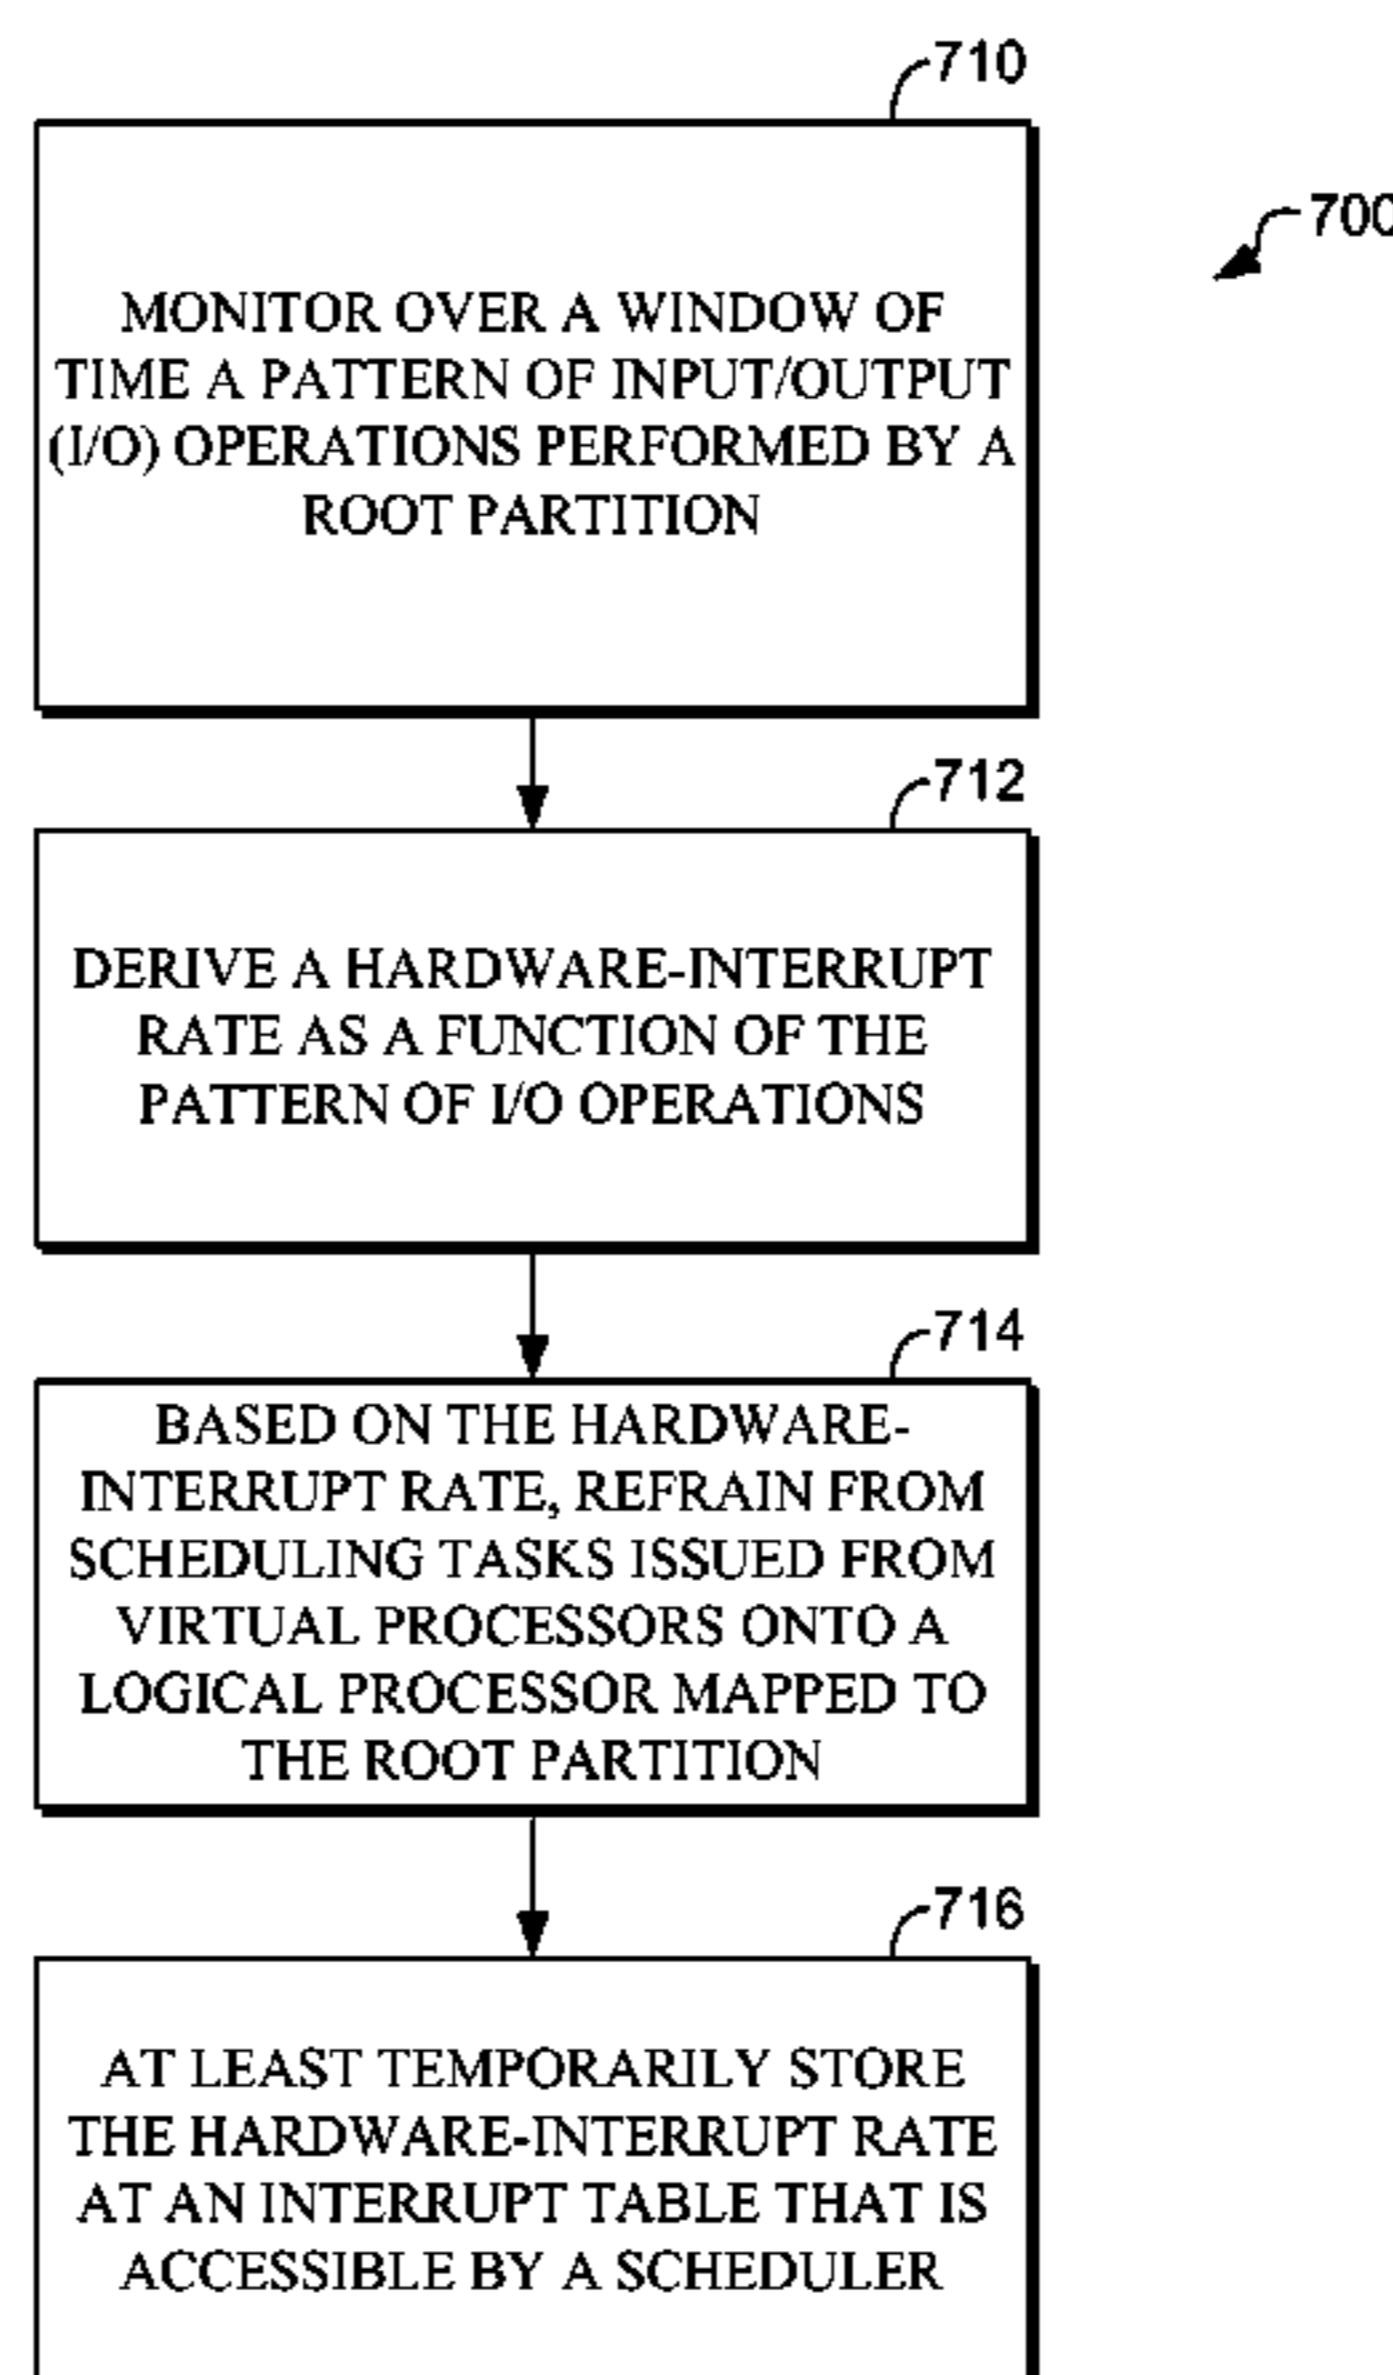 710
700
MONITOR OVER A WINDOW OF
TIME A PATTERN OF INPUT/OUTPUT
(I/O) OPERATIONS PERFORMED BY A
ROOT PARTITION
712
DERIVE A HARDWARE-INTERRUPT
RATE AS A FUNCTION OF THE
PATTERN OF I/O OPERATIONS
714
BASED ON THE HARDWARE-
INTERRUPT RATE, REFRAIN FROM
SCHEDULING TASKS ISSUED FROM
VIRTUAL PROCESSORS ONTO A
LOGICAL PROCESSOR MAPPED TO
THE ROOT PARTITION
716
AT LEAST TEMPORARILY STORE
THE HARDWARE-INTERRUPT RATE
AT AN INTERRUPT TABLE THAT IS
ACCESSIBLE BY A SCHEDULER